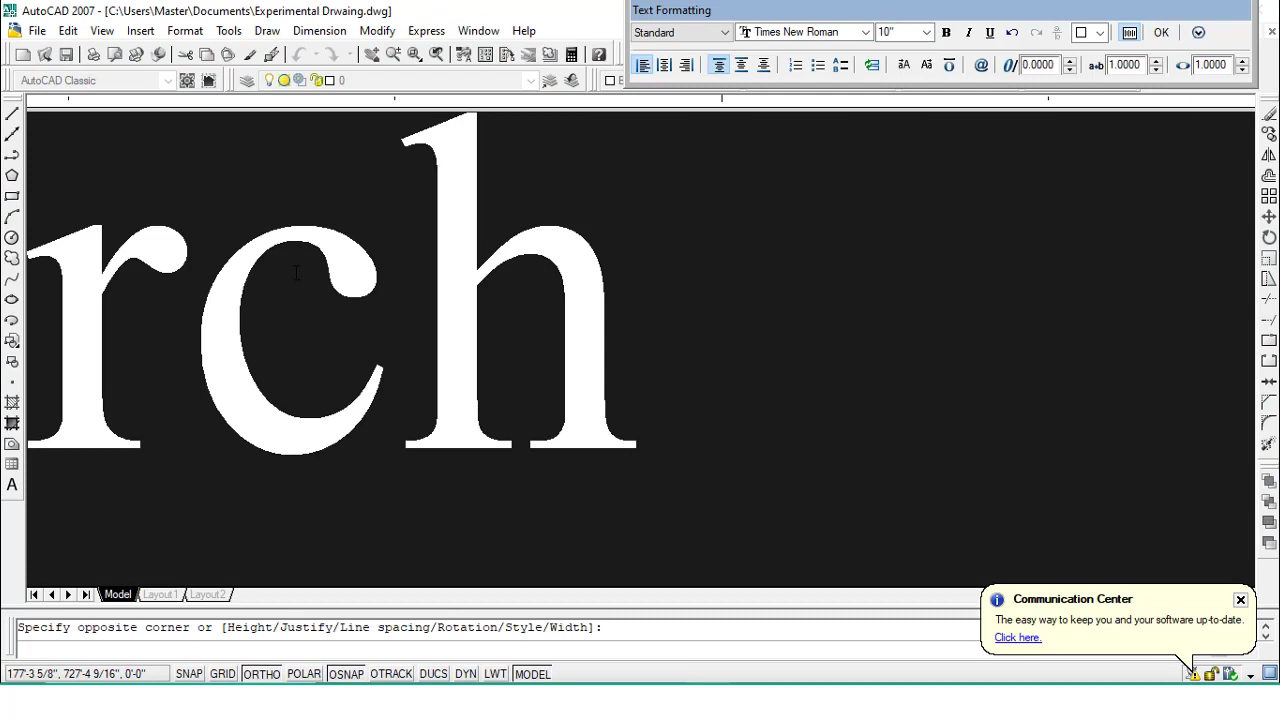 AutoCAD 2007 - [C:\Users\Master\Documents\Experimental Drwaing.dwg]
File Edit View Insert Format Tools Draw Dimension Modify Express Window Help
AutoCAD Classic
0
Text Formatting
Standard
Times New Roman
10"
B I U
OK
@
0.0000
a•b
1.0000
1.0000
rch
Model Layout1 Layout2
Communication Center
The easy way to keep you and your software up-to-date.
Click here.
Specify opposite corner or [Height/Justify/Line spacing/Rotation/Style/Width]:
177'-3 5/8", 727'-4 9/16", 0'-0"
SNAP GRID ORTHO POLAR OSNAP OTRACK DUCS DYN LWT MODEL